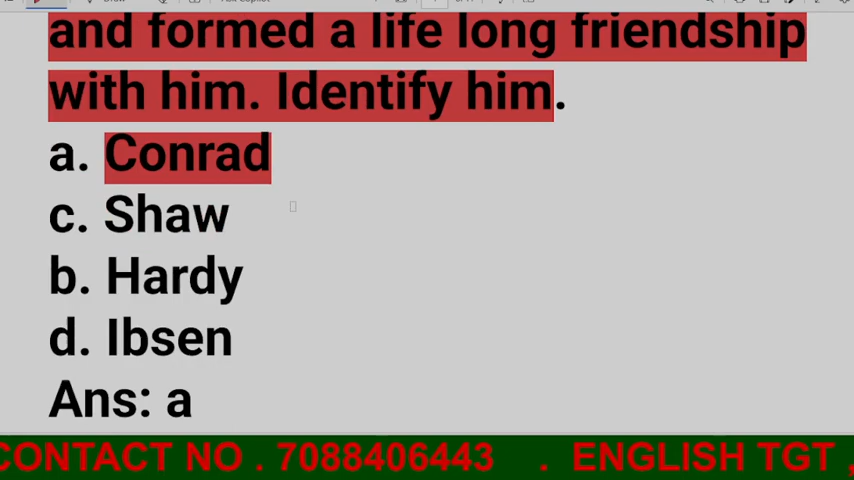 and formed a life long friendship
with him. Identify him.
a. Conrad
c. Shaw
b. Hardy
d. Ibsen
Ans: a
CONTACT NO . 7088406443 . ENGLISH TGT ,